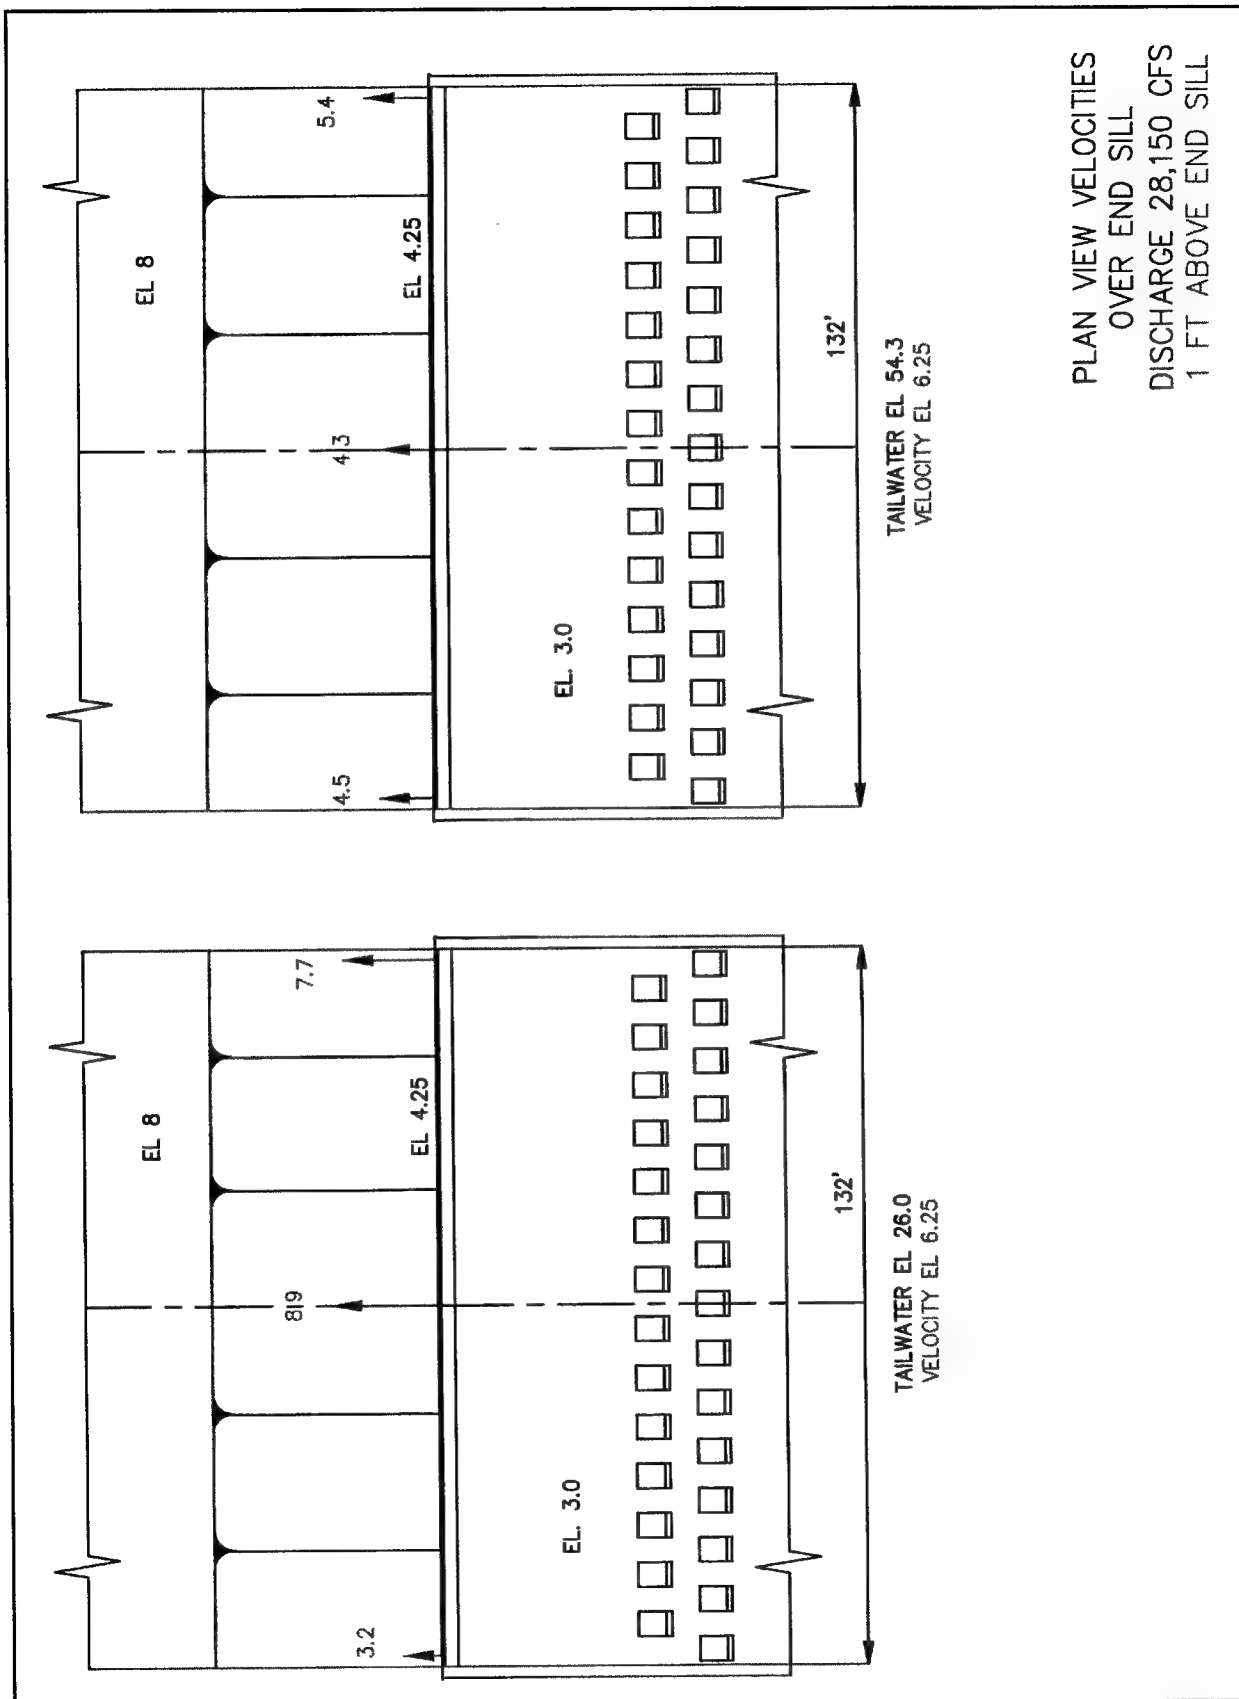 EL 8
3.2
819
7.7
EL 4.25
EL. 3.0
132'
TAILWATER EL 26.0
VELOCITY EL 6.25
EL 8
4.5
4.3
5.4
EL 4.25
EL. 3.0
132'
TAILWATER EL 54.3
VELOCITY EL 6.25
PLAN VIEW VELOCITIES
OVER END SILL
DISCHARGE 28,150 CFS
1 FT ABOVE END SILL